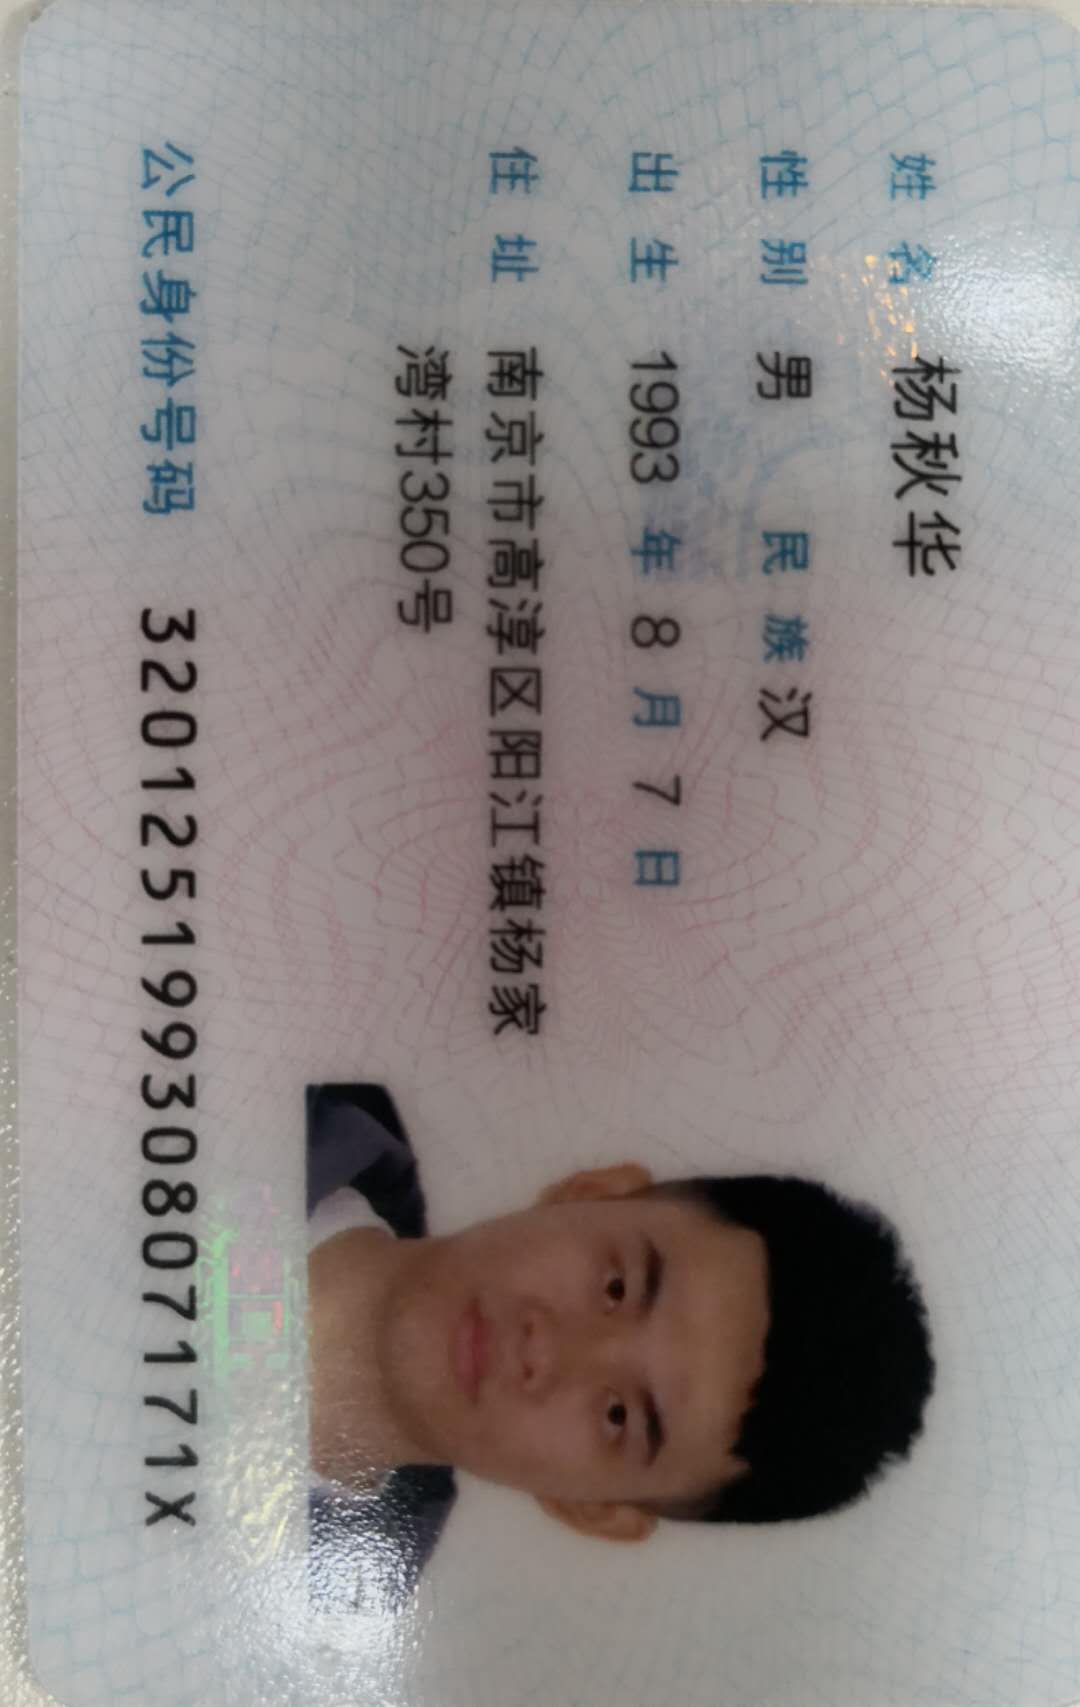 姓名 杨秋华
性别 男 民族 汉
出生 1993 年 8 月 7 日
住址 南京市高淳区阳江镇杨家
湾村350号
公民身份号码 32012519930807171X